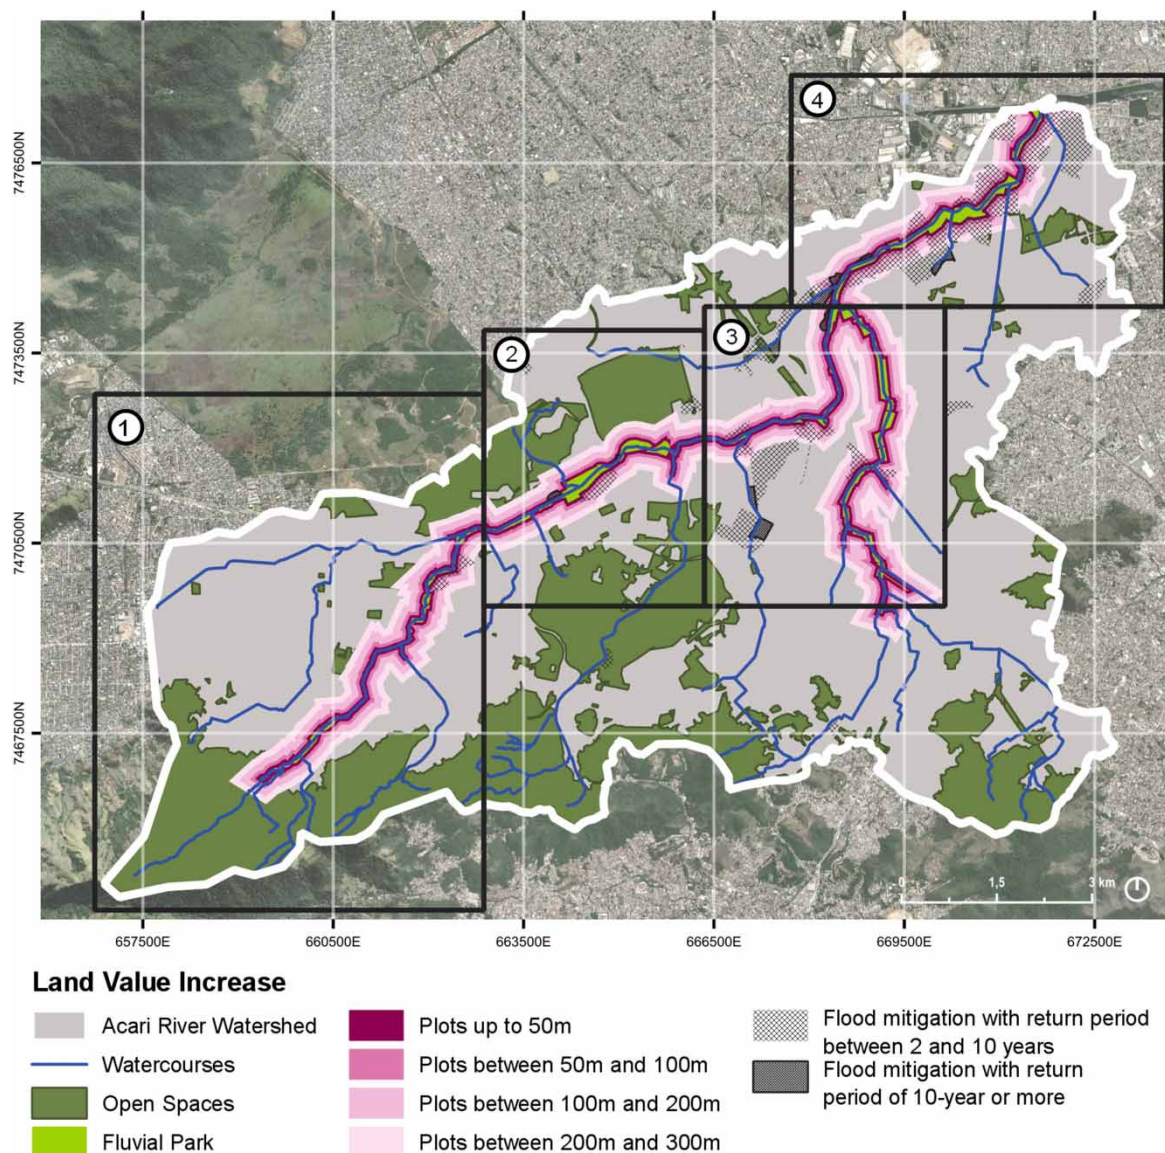 4
7476500N
3
7473500N
2
1
7470500N
7467500N
0 1,5 3 km
657500E 660500E 663500E 666500E 669500E 672500E
Land Value Increase
Acari River Watershed
Watercourses
Open Spaces
Fluvial Park
Plots up to 50m
Plots between 50m and 100m
Plots between 100m and 200m
Plots between 200m and 300m
Flood mitigation with return period
between 2 and 10 years
Flood mitigation with return
period of 10-year or more